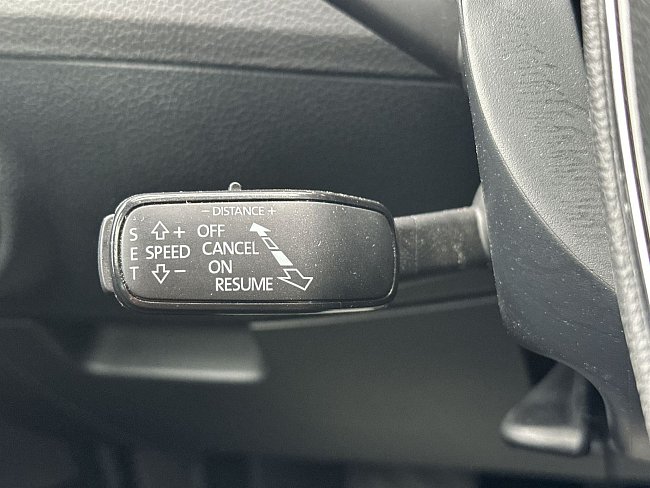 − DISTANCE +
S + OFF
E SPEED CANCEL
T − ON
RESUME